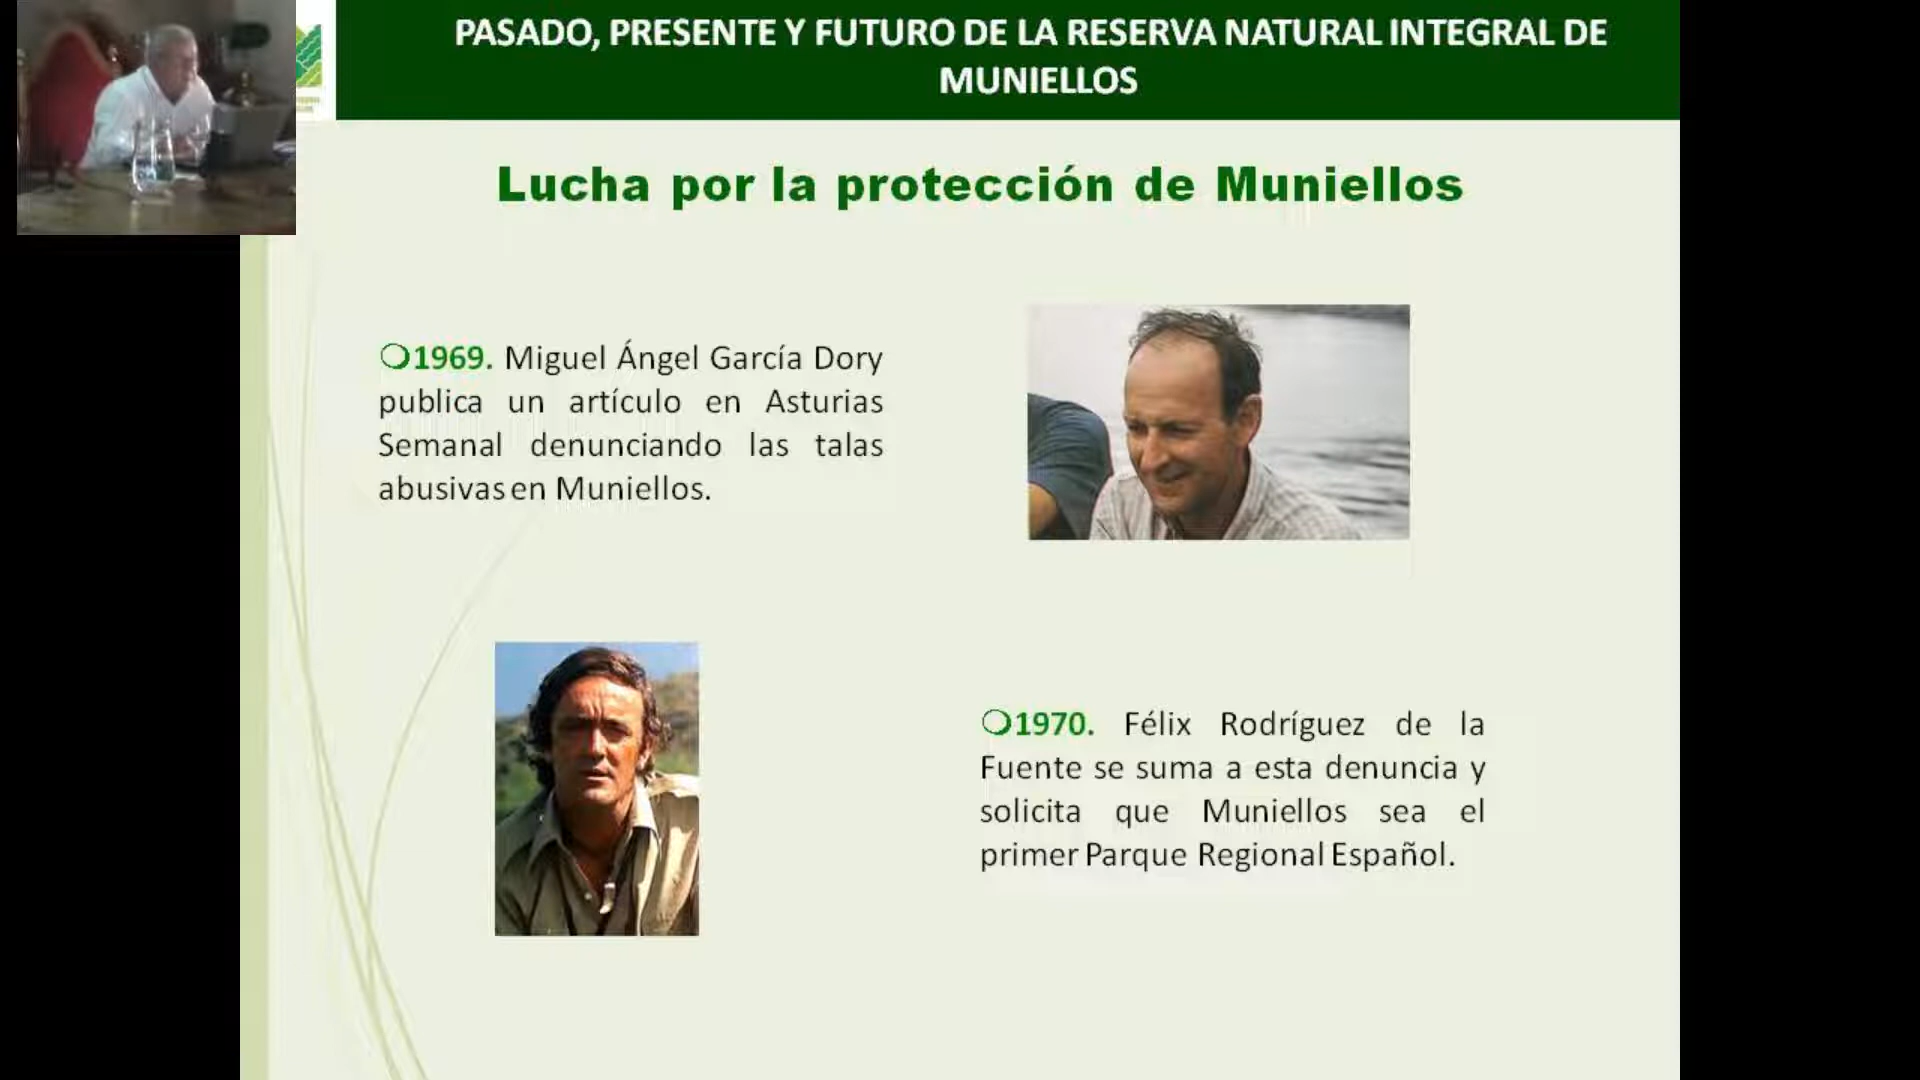 PASADO, PRESENTE Y FUTURO DE LA RESERVA NATURAL INTEGRAL DE
MUNIELLOS
Lucha por la protección de Muniellos
❍1969. Miguel Ángel García Dory
publica un artículo en Asturias
Semanal denunciando las talas
abusivas en Muniellos.
❍1970. Félix Rodríguez de la
Fuente se suma a esta denuncia y
solicita que Muniellos sea el
primer Parque Regional Español.